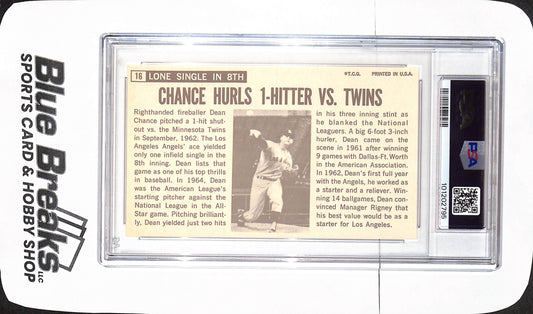 Blue Breaks LLC
SPORTS CARD & HOBBY SHOP
16 LONE SINGLE IN 8TH
©T.C.G. PRINTED IN U.S.A.
CHANCE HURLS 1-HITTER VS. TWINS
Righthanded fireballer Dean
Chance pitched a 1-hit shut-
out vs. the Minnesota Twins
in September, 1962. The Los
Angeles Angels' ace yielded
only one infield single in the
8th inning. Dean lists that
game as one of his top thrills
in baseball. In 1964, Dean
was the American League's
starting pitcher against the
National League in the All-
Star game. Pitching brilliant-
ly, Dean yielded just two hits
in his three inning stint as
he blanked the National
Leaguers. A big 6-foot 3-inch
hurler, Dean came on the
scene in 1961 after winning
9 games with Dallas-Ft. Worth
in the American Association.
In 1962, Dean's first full year
with the Angels, he worked as
a starter and a reliever. Win-
ning 14 ballgames, Dean con-
vinced Manager Rigney that
his best value would be as a
starter for Los Angeles.
PSA
101202795